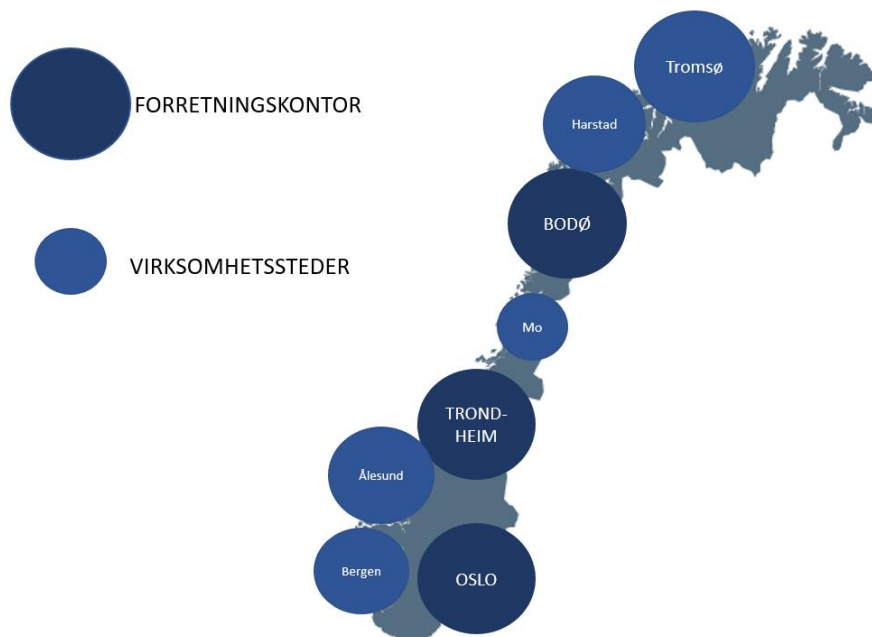 Tromsø
FORRETNINGSKONTOR
Harstad
BODØ
VIRKSOMHETSSTEDER
Mo
TROND-
HEIM
Ålesund
Bergen
OSLO